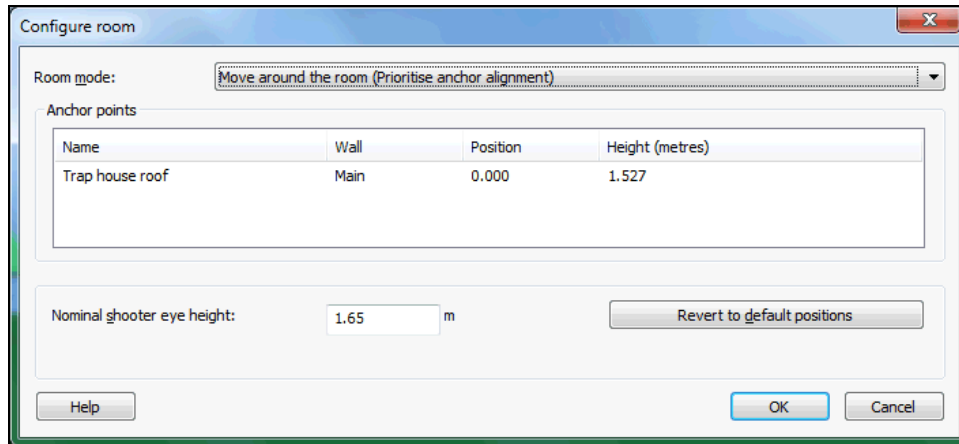 Configure room
Room mode: Move around the room (Prioritise anchor alignment)
Anchor points
Name Wall Position Height (metres)
Trap house roof Main 0.000 1.527
Nominal shooter eye height: 1.65 m Revert to default positions
Help OK Cancel